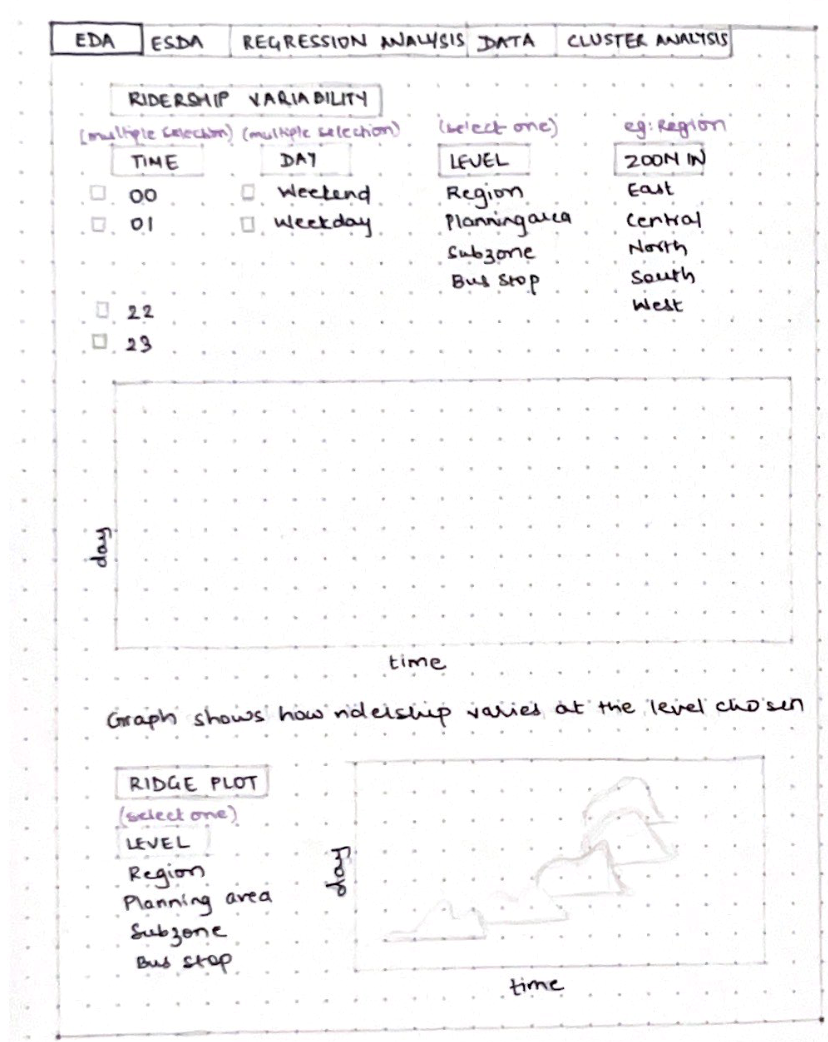 EDA ESDA REGRESSION ANALYSIS DATA CLUSTER ANALYSIS
RIDERSHIP VARIABILITY
(multiple selection) (multiple selection) (select one) eg: Region
TIME DAY LEVEL ZOOM IN
00 Weekend Region East
01 Weekday Planning area Central
Subzone North
Bus Stop South
22 West
23
day
time
Graph shows how ridership varies at the level chosen
RIDGE PLOT
(select one)
LEVEL
Region
Planning area
Subzone
Bus stop
day
time